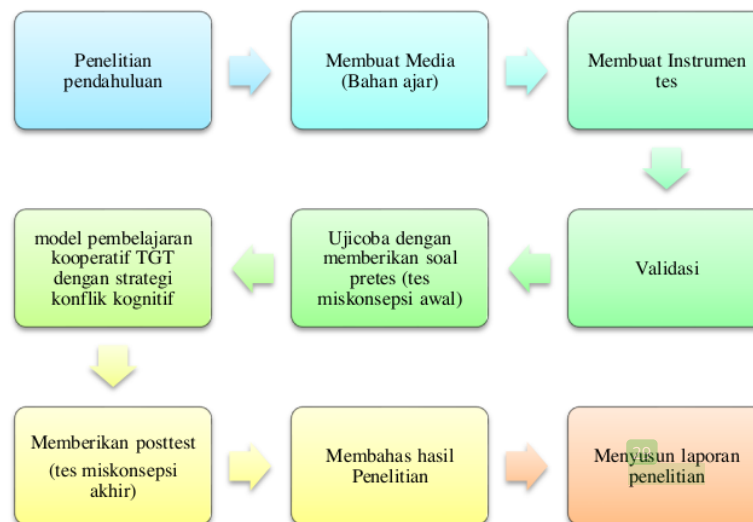 Penelitian
pendahuluan
Membuat Media
(Bahan ajar)
Membuat Instrumen
tes
Validasi
Ujicoba dengan
memberikan soal
pretes (tes
miskonsepsi awal)
model pembelajaran
kooperatif TGT
dengan strategi
konflik kognitif
Memberikan posttest
(tes miskonsepsi
akhir)
Membahas hasil
Penelitian
Menyusun laporan
penelitian